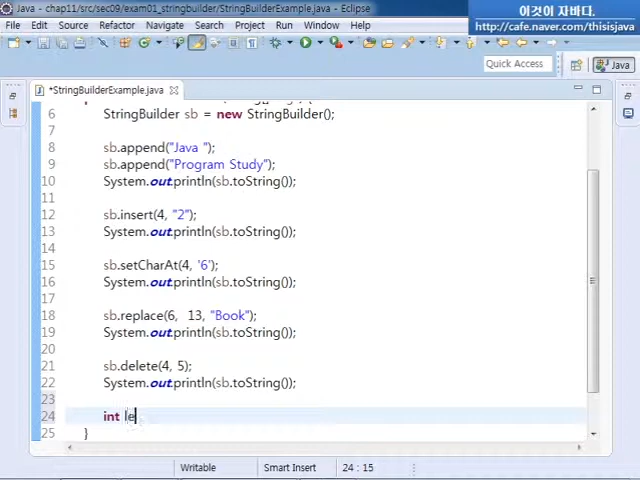 Java - chap11/src/sec09/exam01_stringbuilder/StringBuilderExample.java - Eclipse
이것이 자바다.
http://cafe.naver.com/thisisjava
File Edit Source Refactor Navigate Search Project Run Window Help
Quick Access
Java
*StringBuilderExample.java
6 StringBuilder sb = new StringBuilder();
7
8 sb.append("Java ");
9 sb.append("Program Study");
10 System.out.println(sb.toString());
11
12 sb.insert(4, "2");
13 System.out.println(sb.toString());
14
15 sb.setCharAt(4, '6');
16 System.out.println(sb.toString());
17
18 sb.replace(6, 13, "Book");
19 System.out.println(sb.toString());
20
21 sb.delete(4, 5);
22 System.out.println(sb.toString());
23
24 int le
25 }
Writable Smart Insert 24 : 15